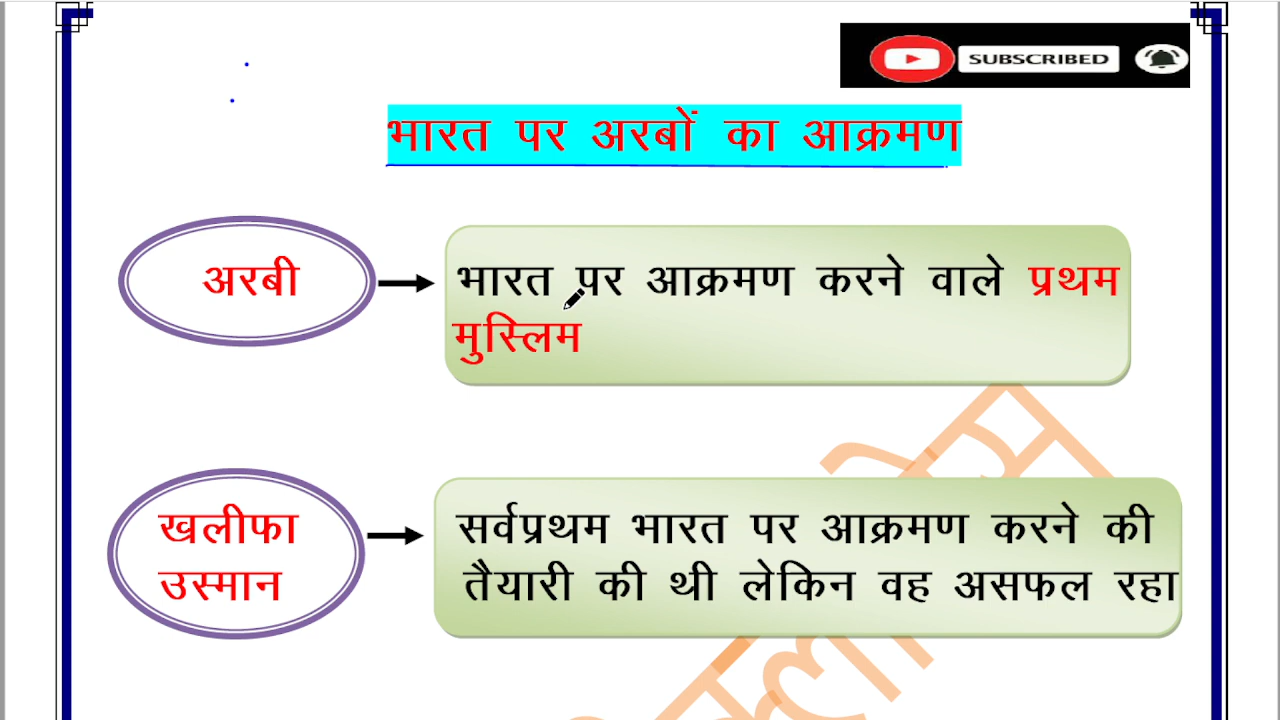 SUBSCRIBED
भारत पर अरबों का आक्रमण
अरबी
भारत पर आक्रमण करने वाले प्रथम
मुस्लिम
खलीफा
उस्मान
सर्वप्रथम भारत पर आक्रमण करने की
तैयारी की थी लेकिन वह असफल रहा